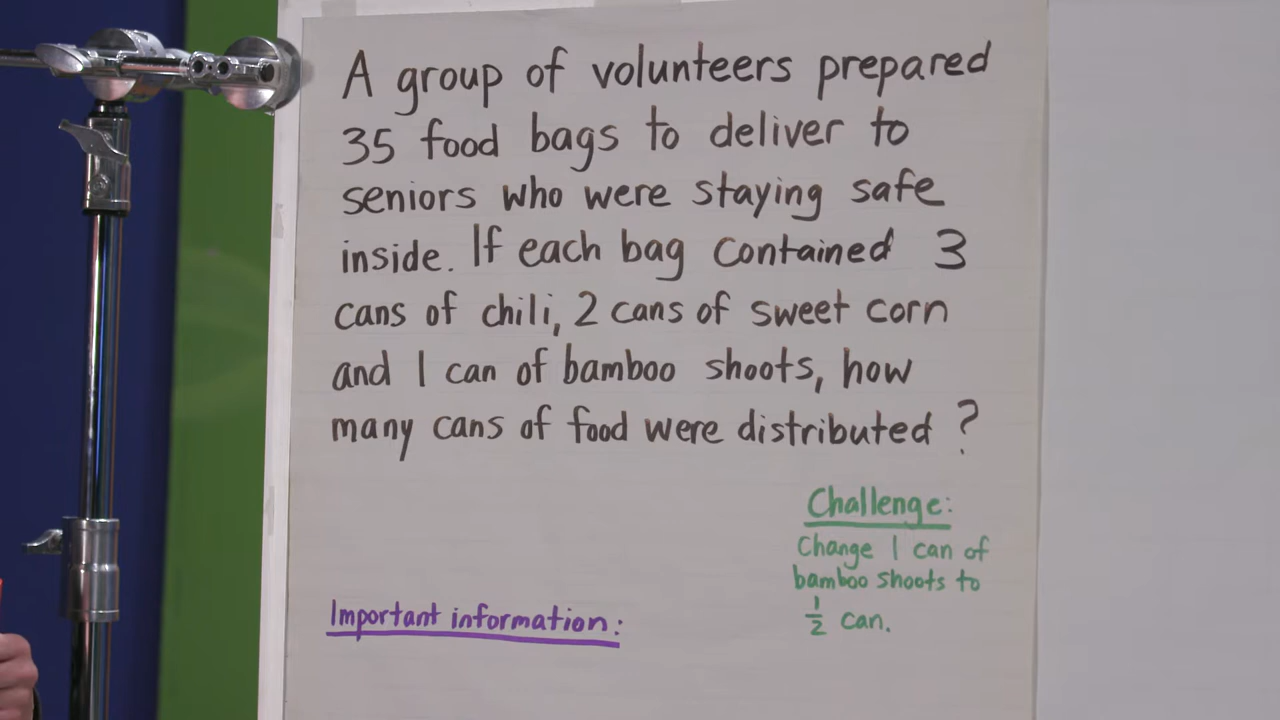 A group of volunteers prepared
35 food bags to deliver to
seniors who were staying safe
inside. If each bag contained 3
cans of chili, 2 cans of sweet corn
and 1 can of bamboo shoots, how
many cans of food were distributed?
Challenge:
Change 1 can of
bamboo shoots to
1/2 can.
Important information: